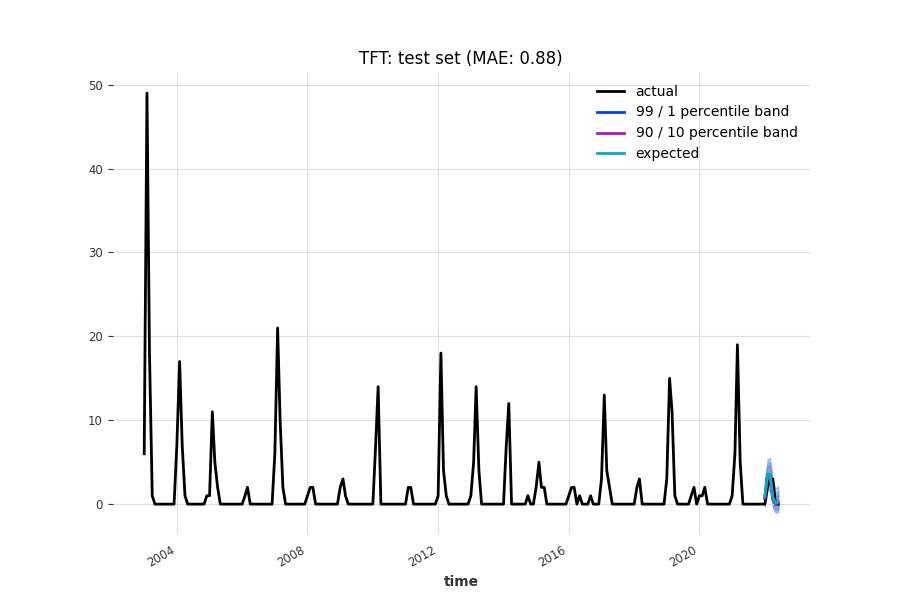 TFT: test set (MAE: 0.88)
actual
99 / 1 percentile band
90 / 10 percentile band
expected
50
40
30
20
10
0
2004
2008
2012
2016
2020
time